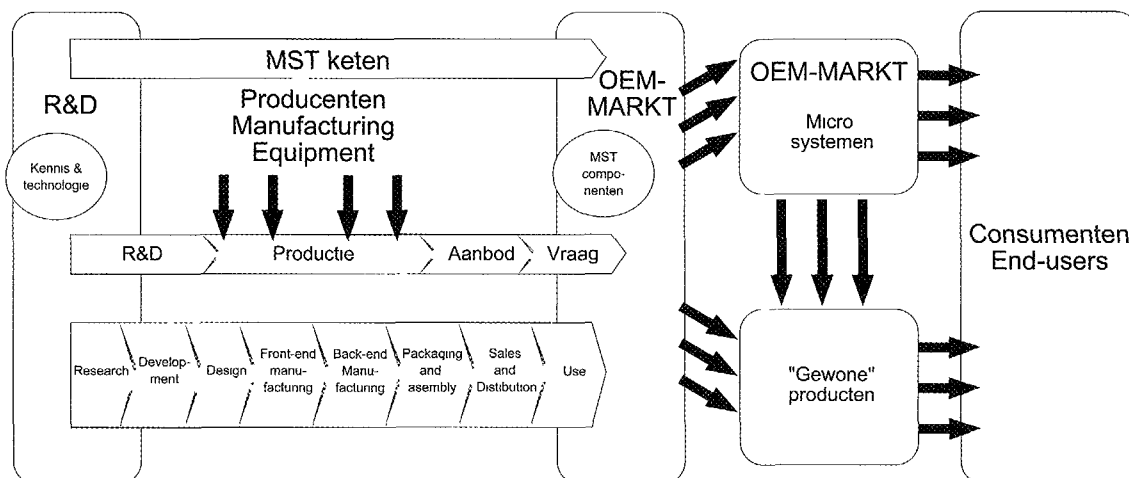 MST keten
R&D
Kennis &
technologie
Producenten
Manufacturing
Equipment
OEM-
MARKT
MST
compo-
nenten
OEM-MARKT
Micro
systemen
R&D
Productie
Aanbod
Vraag
Consumenten
End-users
Research
Develop-
ment
Design
Front-end
manu-
facturing
Back-end
Manu-
facturing
Packaging
and
asembly
Sales
and
Distibution
Use
"Gewone"
producten